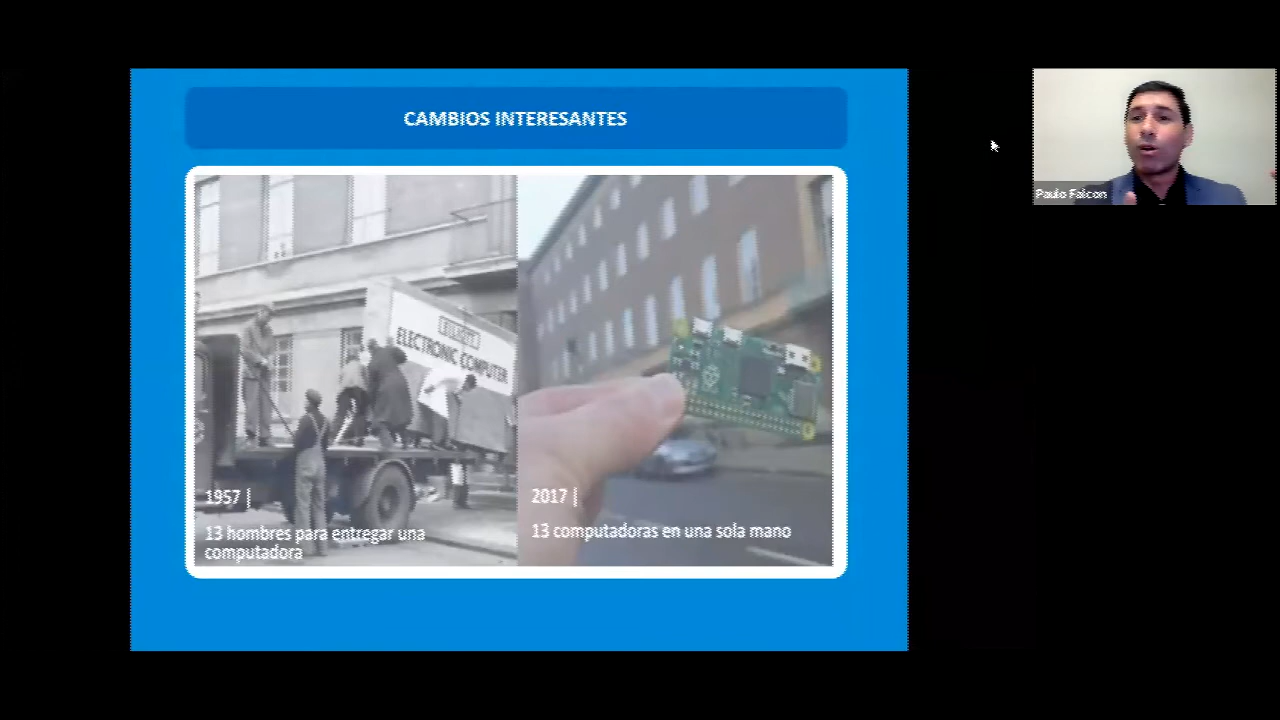 CAMBIOS INTERESANTES
ELLIOTT
ELECTRONIC COMPUTER
1957 |
13 hombres para entregar una
computadora
2017 |
13 computadoras en una sola mano
Paulo Falcon